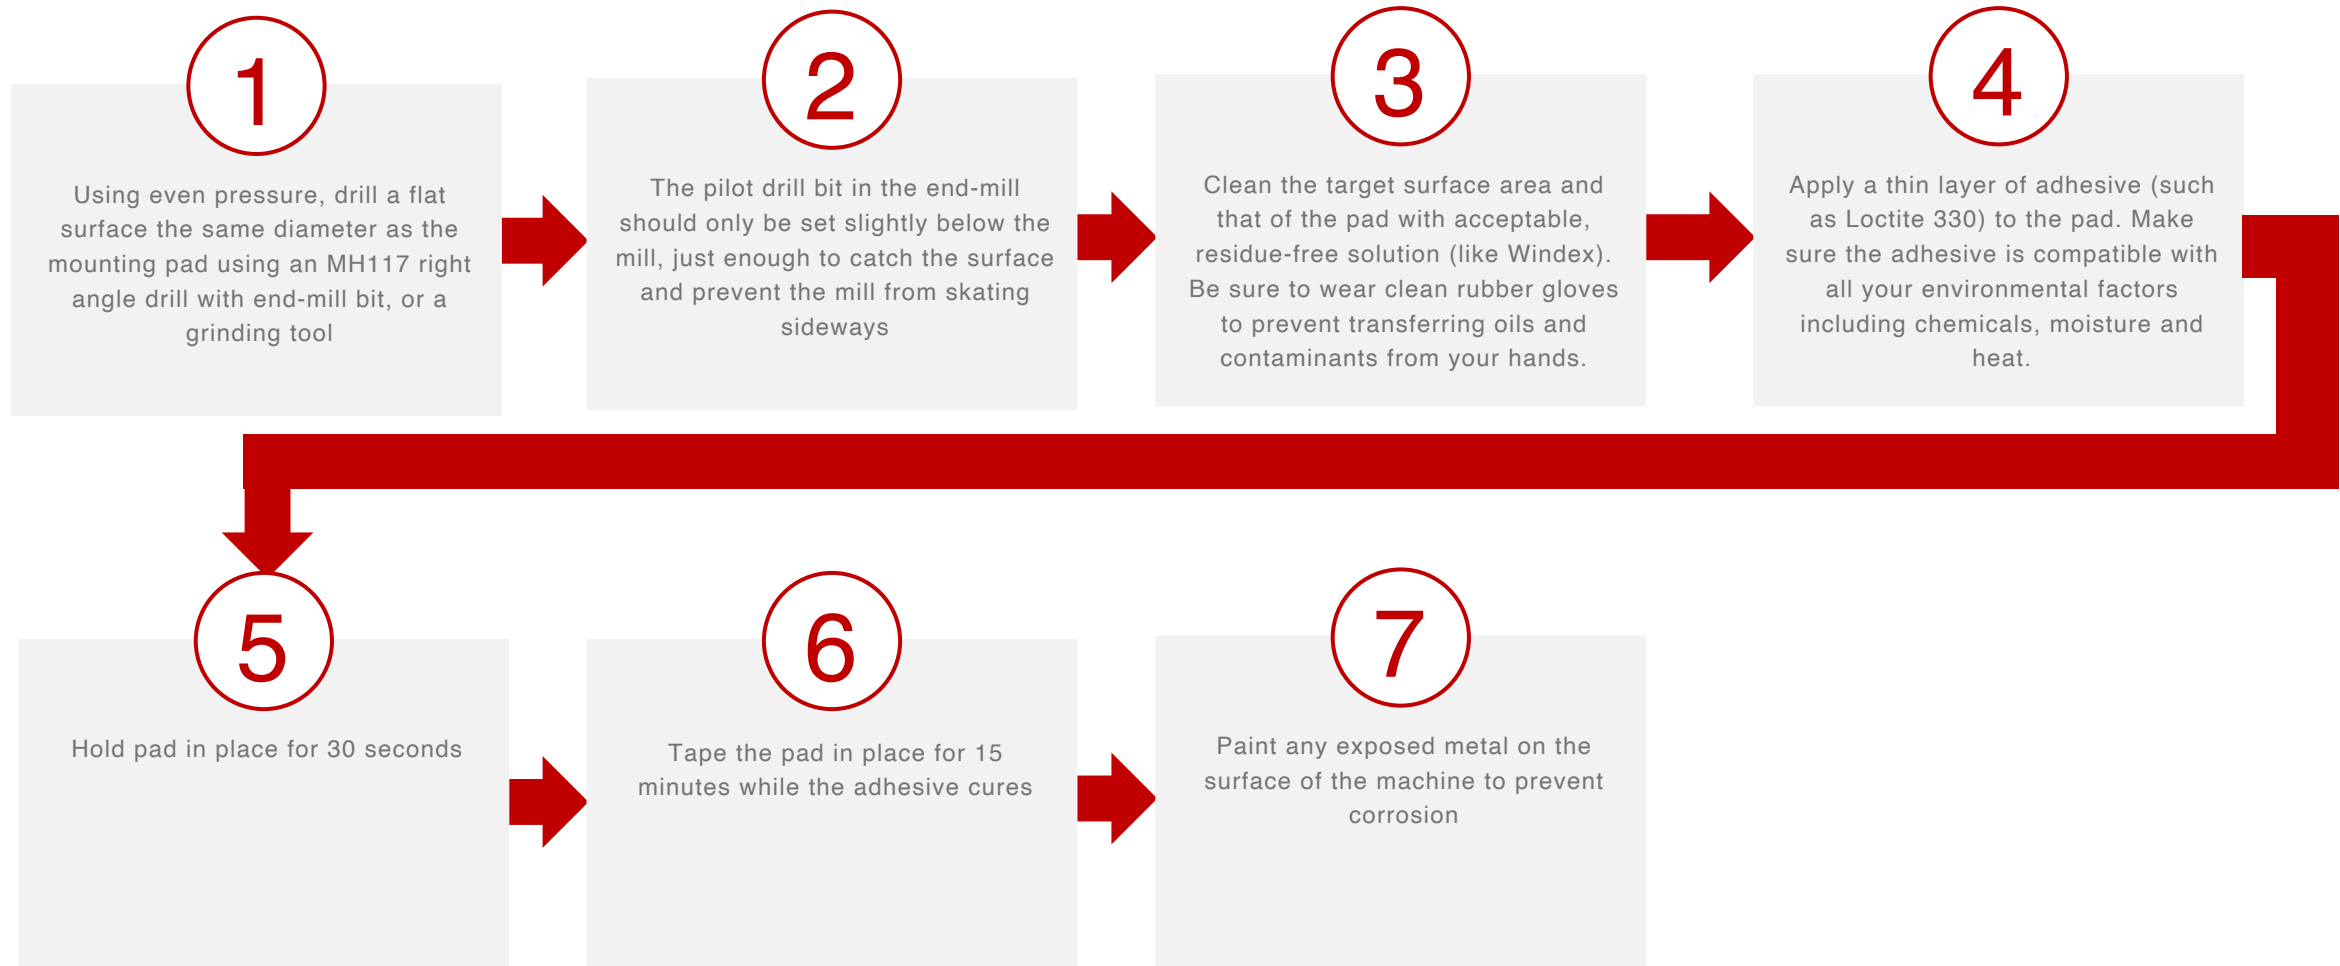 1
Using even pressure, drill a flat
surface the same diameter as the
mounting pad using an MH117 right
angle drill with end-mill bit, or a
grinding tool
2
The pilot drill bit in the end-mill
should only be set slightly below the
mill, just enough to catch the surface
and prevent the mill from skating
sideways
3
Clean the target surface area and
that of the pad with acceptable,
residue-free solution (like Windex).
Be sure to wear clean rubber gloves
to prevent transferring oils and
contaminants from your hands.
4
Apply a thin layer of adhesive (such
as Loctite 330) to the pad. Make
sure the adhesive is compatible with
all your environmental factors
including chemicals, moisture and
heat.
5
Hold pad in place for 30 seconds
6
Tape the pad in place for 15
minutes while the adhesive cures
7
Paint any exposed metal on the
surface of the machine to prevent
corrosion